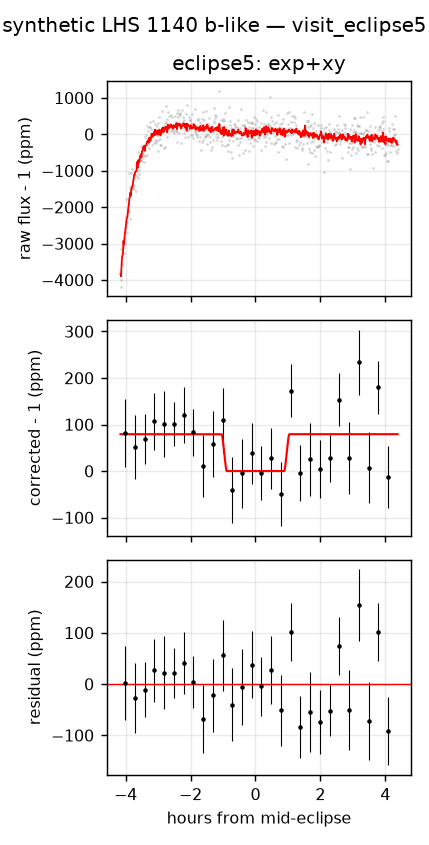 synthetic LHS 1140 b-like — visit_eclipse5
eclipse5: exp+xy
raw flux - 1 (ppm)
1000
0
−1000
−2000
−3000
−4000
corrected - 1 (ppm)
300
200
100
0
−100
residual (ppm)
200
100
0
−100
−4 −2 0 2 4
hours from mid-eclipse